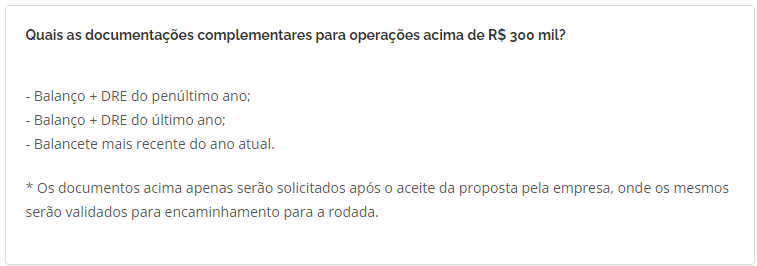 Quais as documentações complementares para operações acima de R$ 300 mil?
- Balanço + DRE do penúltimo ano;
- Balanço + DRE do último ano;
- Balancete mais recente do ano atual.
* Os documentos acima apenas serão solicitados após o aceite da proposta pela empresa, onde os mesmos
serão validados para encaminhamento para a rodada.